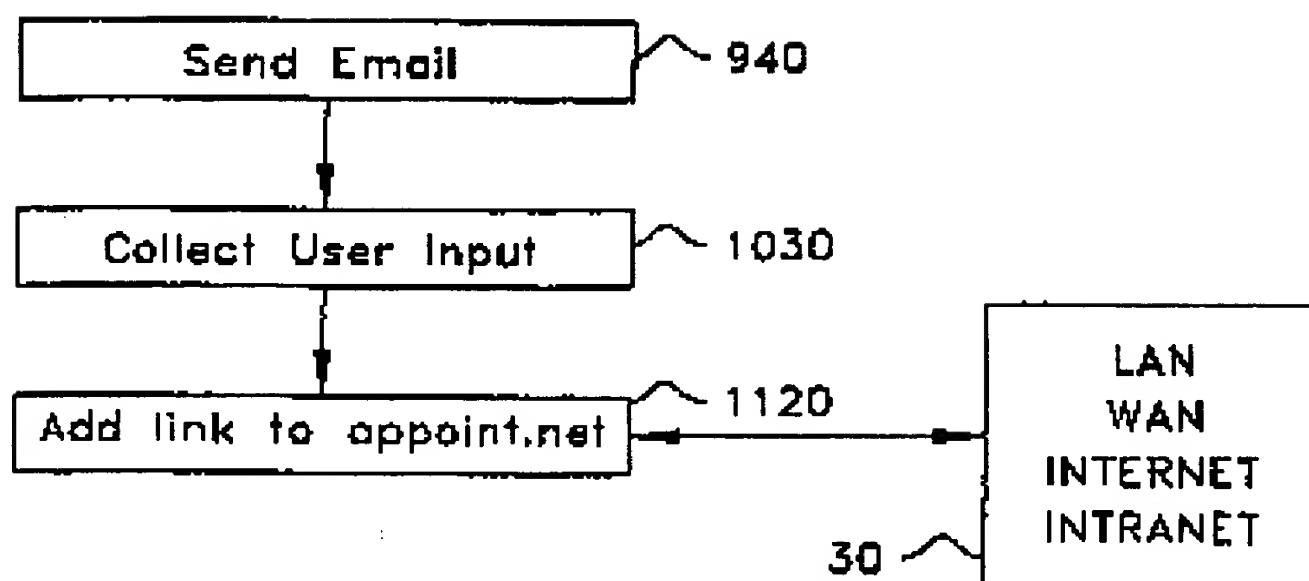 Send Email
940
Collect User Input
1030
Add link to appoint.net
1120
LAN
WAN
INTERNET
INTRANET
30